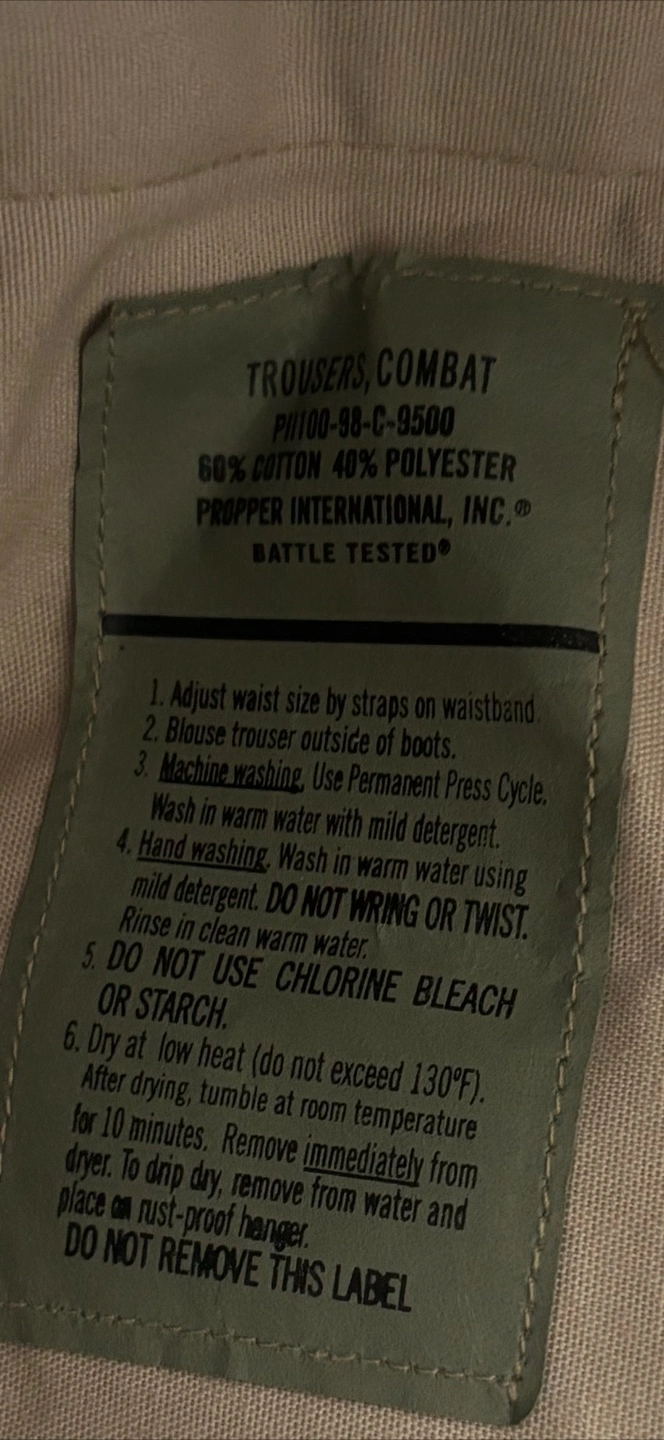 TROUSERS, COMBAT
PII100-98-C-9500
60% COTTON 40% POLYESTER
PROPPER INTERNATIONAL, INC.®
BATTLE TESTED®
1. Adjust waist size by straps on waistband.
2. Blouse trouser outside of boots.
3. Machine washing. Use Permanent Press Cycle.
Wash in warm water with mild detergent.
4. Hand washing. Wash in warm water using
mild detergent. DO NOT WRING OR TWIST.
Rinse in clean warm water.
5. DO NOT USE CHLORINE BLEACH
OR STARCH.
6. Dry at low heat (do not exceed 130°F).
After drying, tumble at room temperature
for 10 minutes. Remove immediately from
dryer. To drip dry, remove from water and
place on rust-proof hanger.
DO NOT REMOVE THIS LABEL